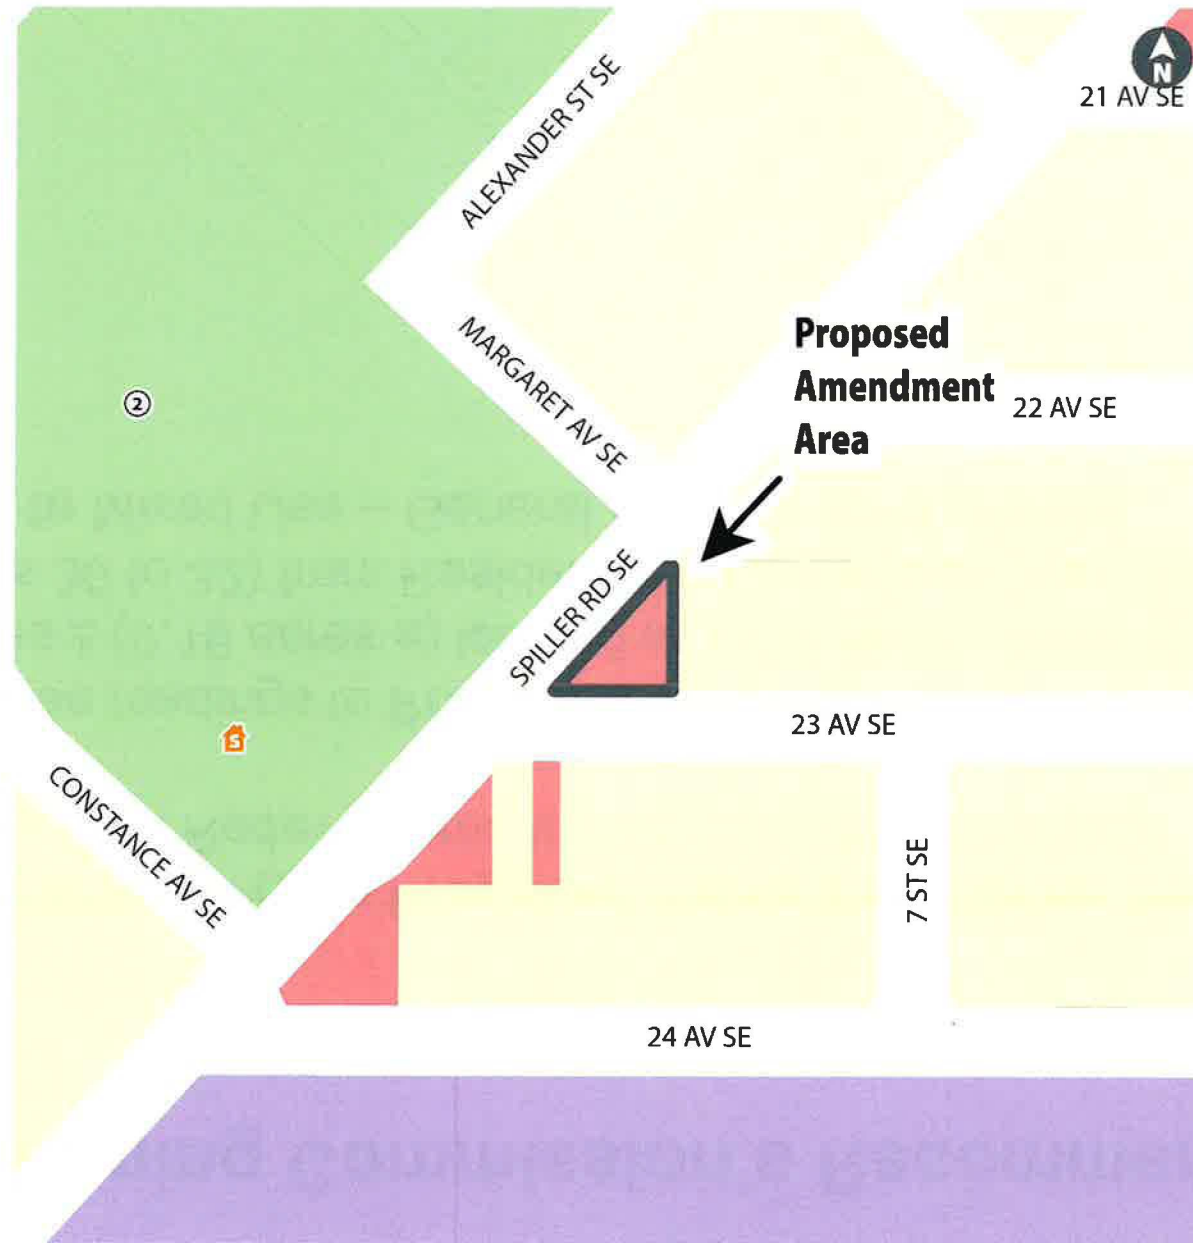 N
21 AV SE
ALEXANDER ST SE
MARGARET AV SE
Proposed
Amendment
Area
22 AV SE
2
SPILLER RD SE
23 AV SE
S
CONSTANCE AV SE
7 ST SE
24 AV SE